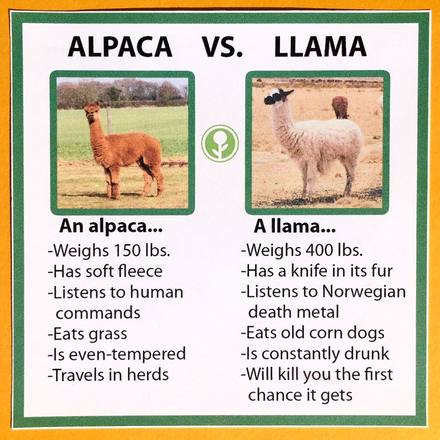 ALPACA VS. LLAMA
An alpaca...
-Weighs 150 lbs.
-Has soft fleece
-Listens to human
commands
-Eats grass
-Is even-tempered
-Travels in herds
A llama...
-Weighs 400 lbs.
-Has a knife in its fur
-Listens to Norwegian
death metal
-Eats old corn dogs
-Is constantly drunk
-Will kill you the first
chance it gets